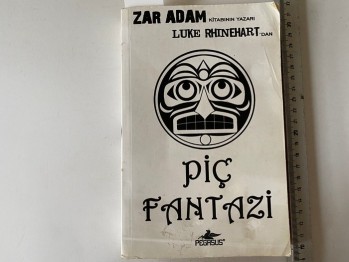 ZAR ADAM KİTABININ YAZARI
LUKE RHINEHART'DAN
PİÇ
FANTAZİ
PEGASUS